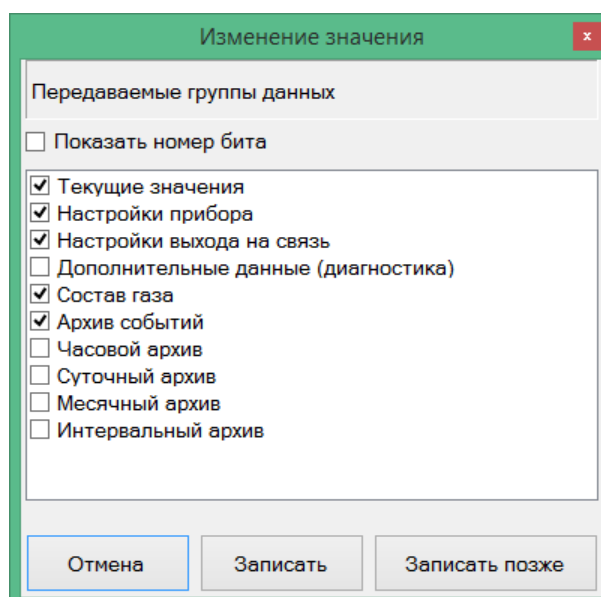 Изменение значения
x
Передаваемые группы данных
Показать номер бита
Текущие значения
Настройки прибора
Настройки выхода на связь
Дополнительные данные (диагностика)
Состав газа
Архив событий
Часовой архив
Суточный архив
Месячный архив
Интервальный архив
Отмена
Записать
Записать позже